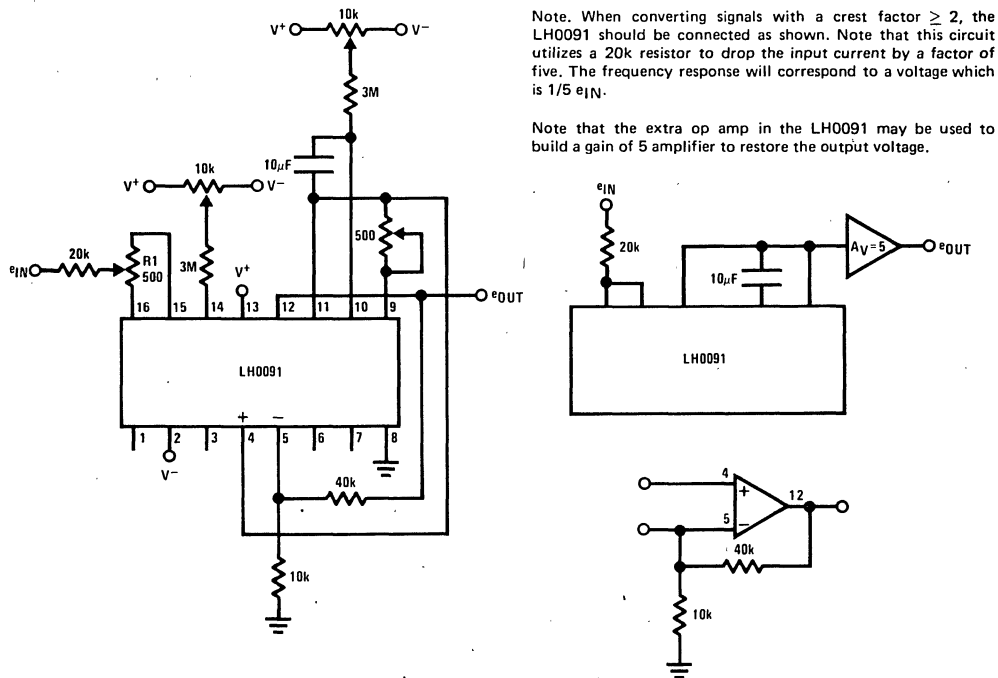 10k
V+ V−
3M
10μF
10k
V+ V−
500
20k
eIN
R1
500
3M
V+
eOUT
16 15 14 13 12 11 10 9
LH0091
+ −
1 2 3 4 5 6 7 8
V−
40k
10k
Note. When converting signals with a crest factor ≥ 2, the
LH0091 should be connected as shown. Note that this circuit
utilizes a 20k resistor to drop the input current by a factor of
five. The frequency response will correspond to a voltage which
is 1/5 eIN.
Note that the extra op amp in the LH0091 may be used to
build a gain of 5 amplifier to restore the output voltage.
eIN
20k
10μF
AV=5
eOUT
LH0091
4
+
12
5
−
40k
10k